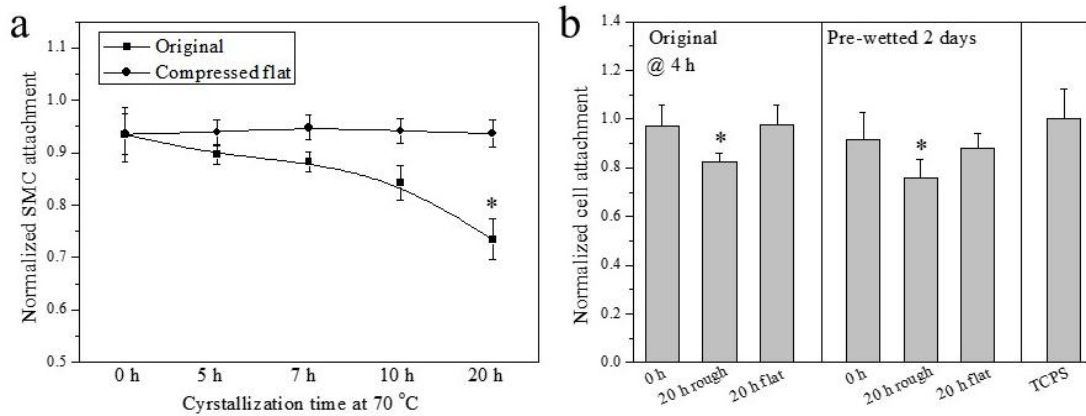 a
1.1
1.0
0.9
0.8
0.7
0.6
0.5
Normalized SMC attachment
Original
Compressed flat
*
0 h
5 h
7 h
10 h
20 h
Cyrstallization time at 70 °C
b
1.4
1.2
1.0
0.8
0.6
0.4
0.2
0.0
Normalized cell attachment
Original
@ 4 h
Pre-wetted 2 days
*
*
0 h
20 h rough
20 h flat
0 h
20 h rough
20 h flat
TCPS